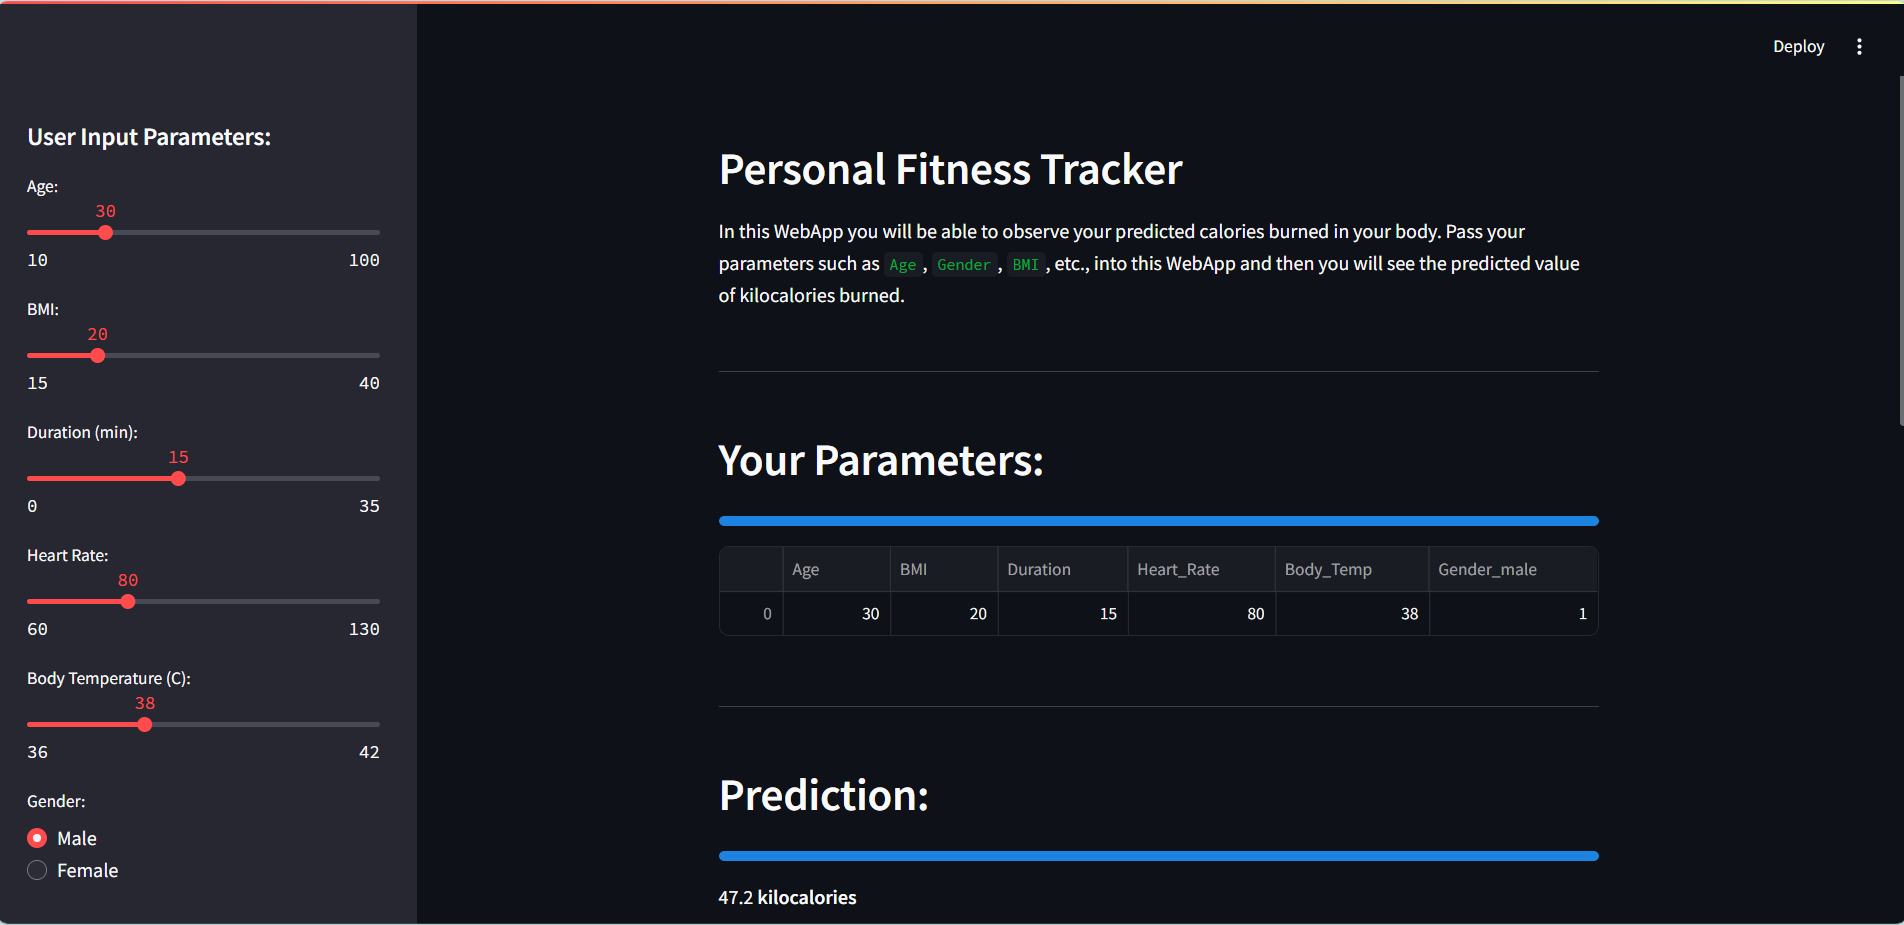 Deploy
User Input Parameters:
Age:
30
10 100
BMI:
20
15 40
Duration (min):
15
0 35
Heart Rate:
80
60 130
Body Temperature (C):
38
36 42
Gender:
Male
Female
Personal Fitness Tracker
In this WebApp you will be able to observe your predicted calories burned in your body. Pass your
parameters such as Age , Gender , BMI , etc., into this WebApp and then you will see the predicted value
of kilocalories burned.
Your Parameters:
Age BMI Duration Heart_Rate Body_Temp Gender_male
0 30 20 15 80 38 1
Prediction:
47.2 kilocalories